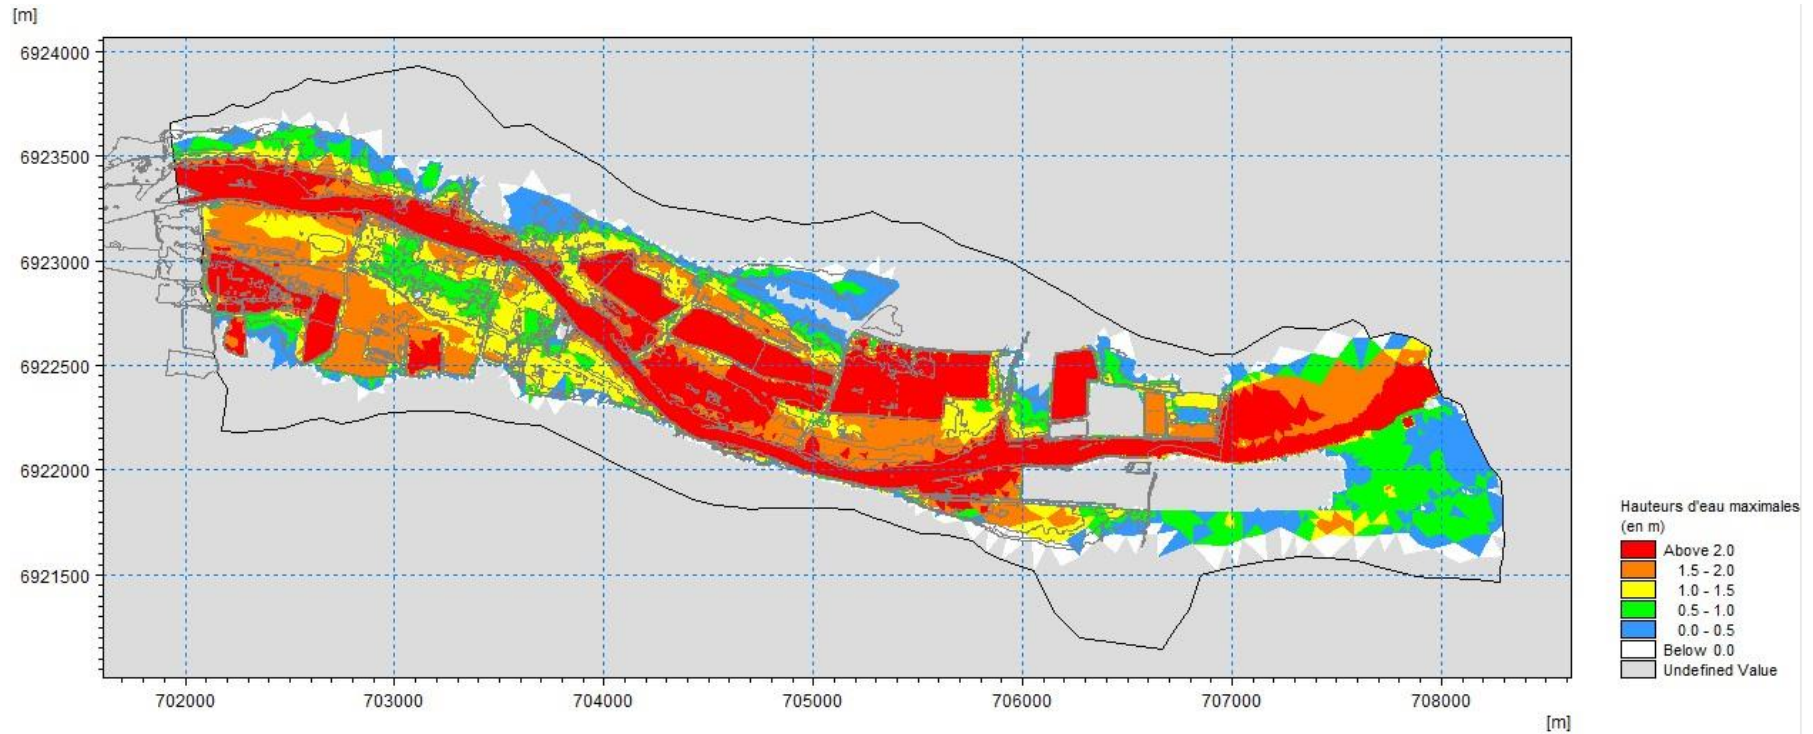 [m]
6924000
6923500
6923000
6922500
6922000
6921500
702000
703000
704000
705000
706000
707000
708000
[m]
Hauteurs d'eau maximales
(en m)
Above 2.0
1.5 - 2.0
1.0 - 1.5
0.5 - 1.0
0.0 - 0.5
Below 0.0
Undefined Value